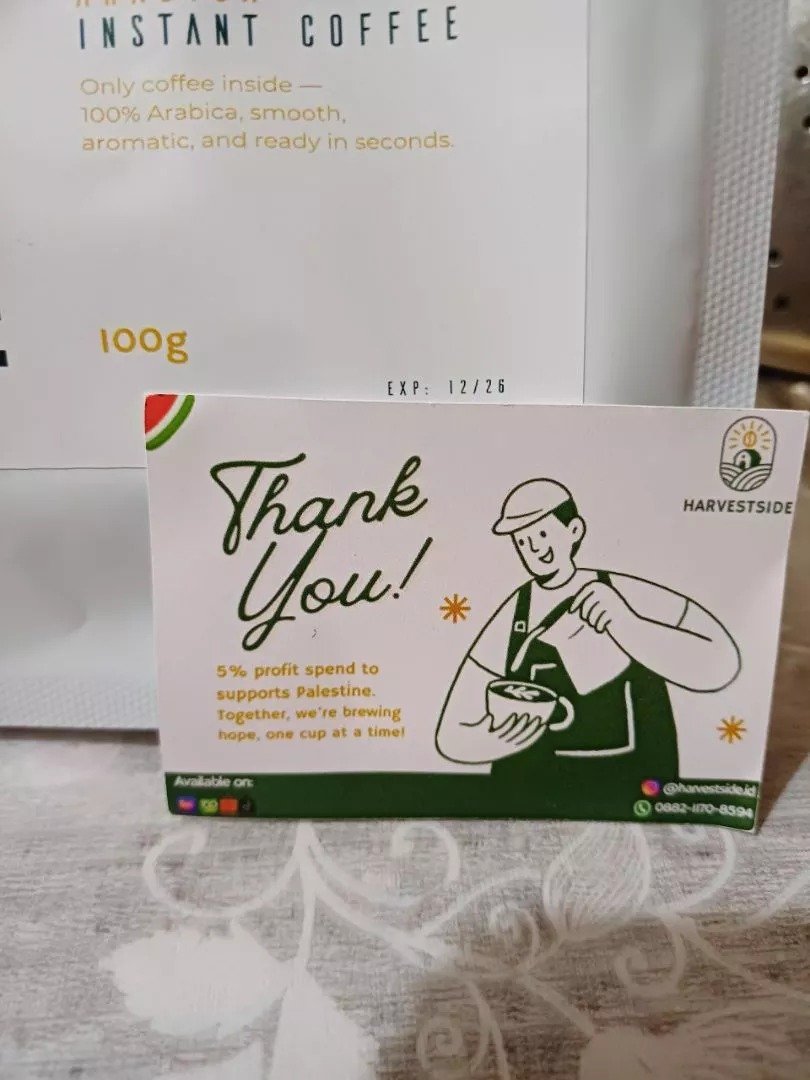 INSTANT COFFEE
Only coffee inside —
100% Arabica, smooth,
aromatic, and ready in seconds.
100g
EXP: 12/26
HARVESTSIDE
Thank
You!
5% profit spend to
supports Palestine.
Together, we're brewing
hope, one cup at a time!
Available on:
@harvestside.id
0882-1170-8594